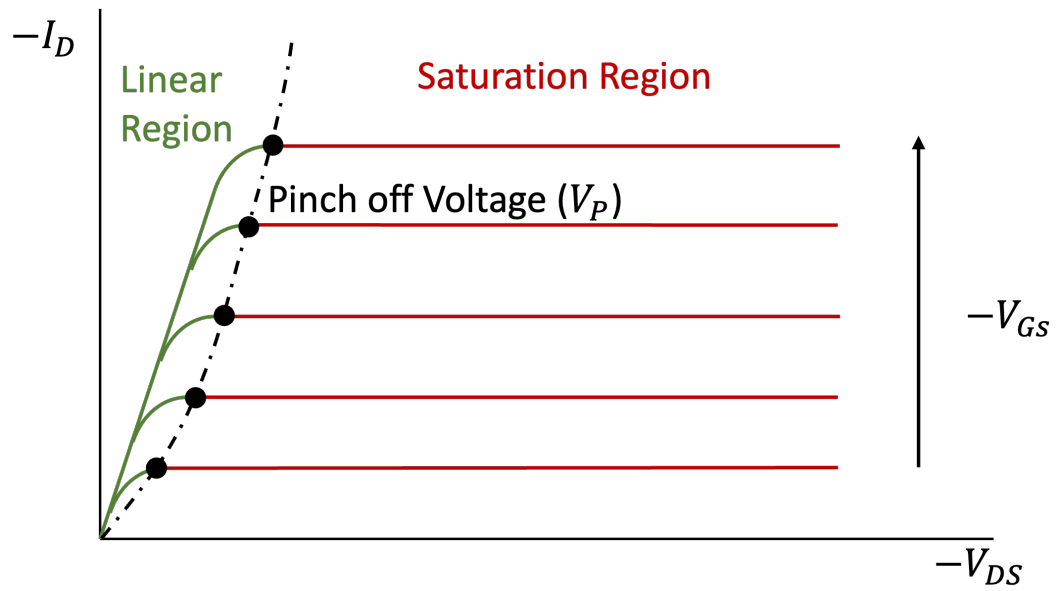 −I_D
Linear
Region
Saturation Region
Pinch off Voltage (V_P)
−V_Gs
−V_DS